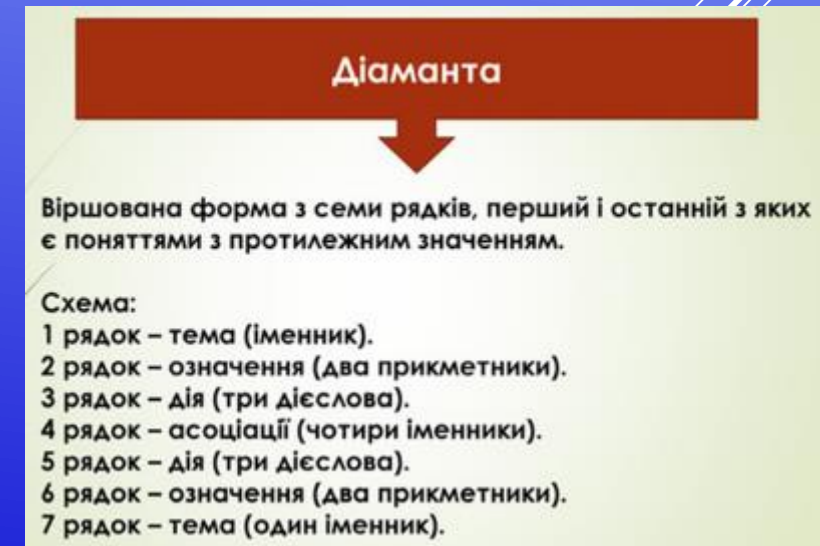 Діаманта
Віршована форма з семи рядків, перший і останній з яких
є поняттями з протилежним значенням.
Схема:
1 рядок – тема (іменник).
2 рядок – означення (два прикметники).
3 рядок – дія (три дієслова).
4 рядок – асоціації (чотири іменники).
5 рядок – дія (три дієслова).
6 рядок – означення (два прикметники).
7 рядок – тема (один іменник).